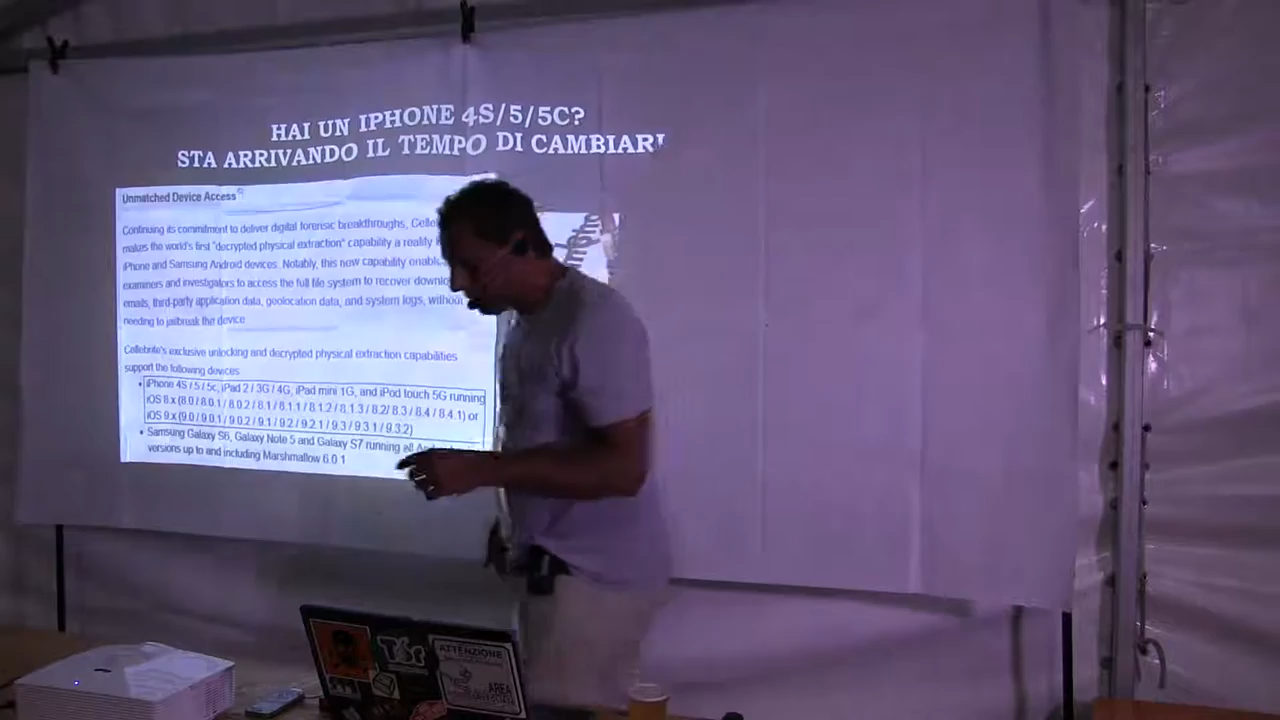 HAI UN IPHONE 4S/5/5C?
STA ARRIVANDO IL TEMPO DI CAMBIAR
Unmatched Device Access
Continuing its commitment to deliver digital forensic breakthroughs, Celle
makes the world's first "decrypted physical extraction" capability a reality
iPhone and Samsung Android devices. Notably, this new capability enable
examiners and investigators to access the full file system to recover downlo
emails, third-party application data, geolocation data, and system logs, without
needing to jailbreak the device
Cellebrite's exclusive unlocking and decrypted physical extraction capabilities
support the following devices
• iPhone 4S / 5 / 5c, iPad 2 / 3G / 4G, iPad mini 1G, and iPod touch 5G running
iOS 8.x (8.0 / 8.0.1 / 8.0.2 / 8.1 / 8.1.1 / 8.1.2 / 8.1.3 / 8.2/ 8.3 / 8.4 / 8.4.1) or
iOS 9.x (9.0 / 9.0.1 / 9.0.2 / 9.1 / 9.2 / 9.2.1 / 9.3 / 9.3.1 / 9.3.2)
• Samsung Galaxy S6, Galaxy Note 5 and Galaxy S7 running all
versions up to and including Marshmallow 6.0.1
Tor
ATTENZIONE
AREA